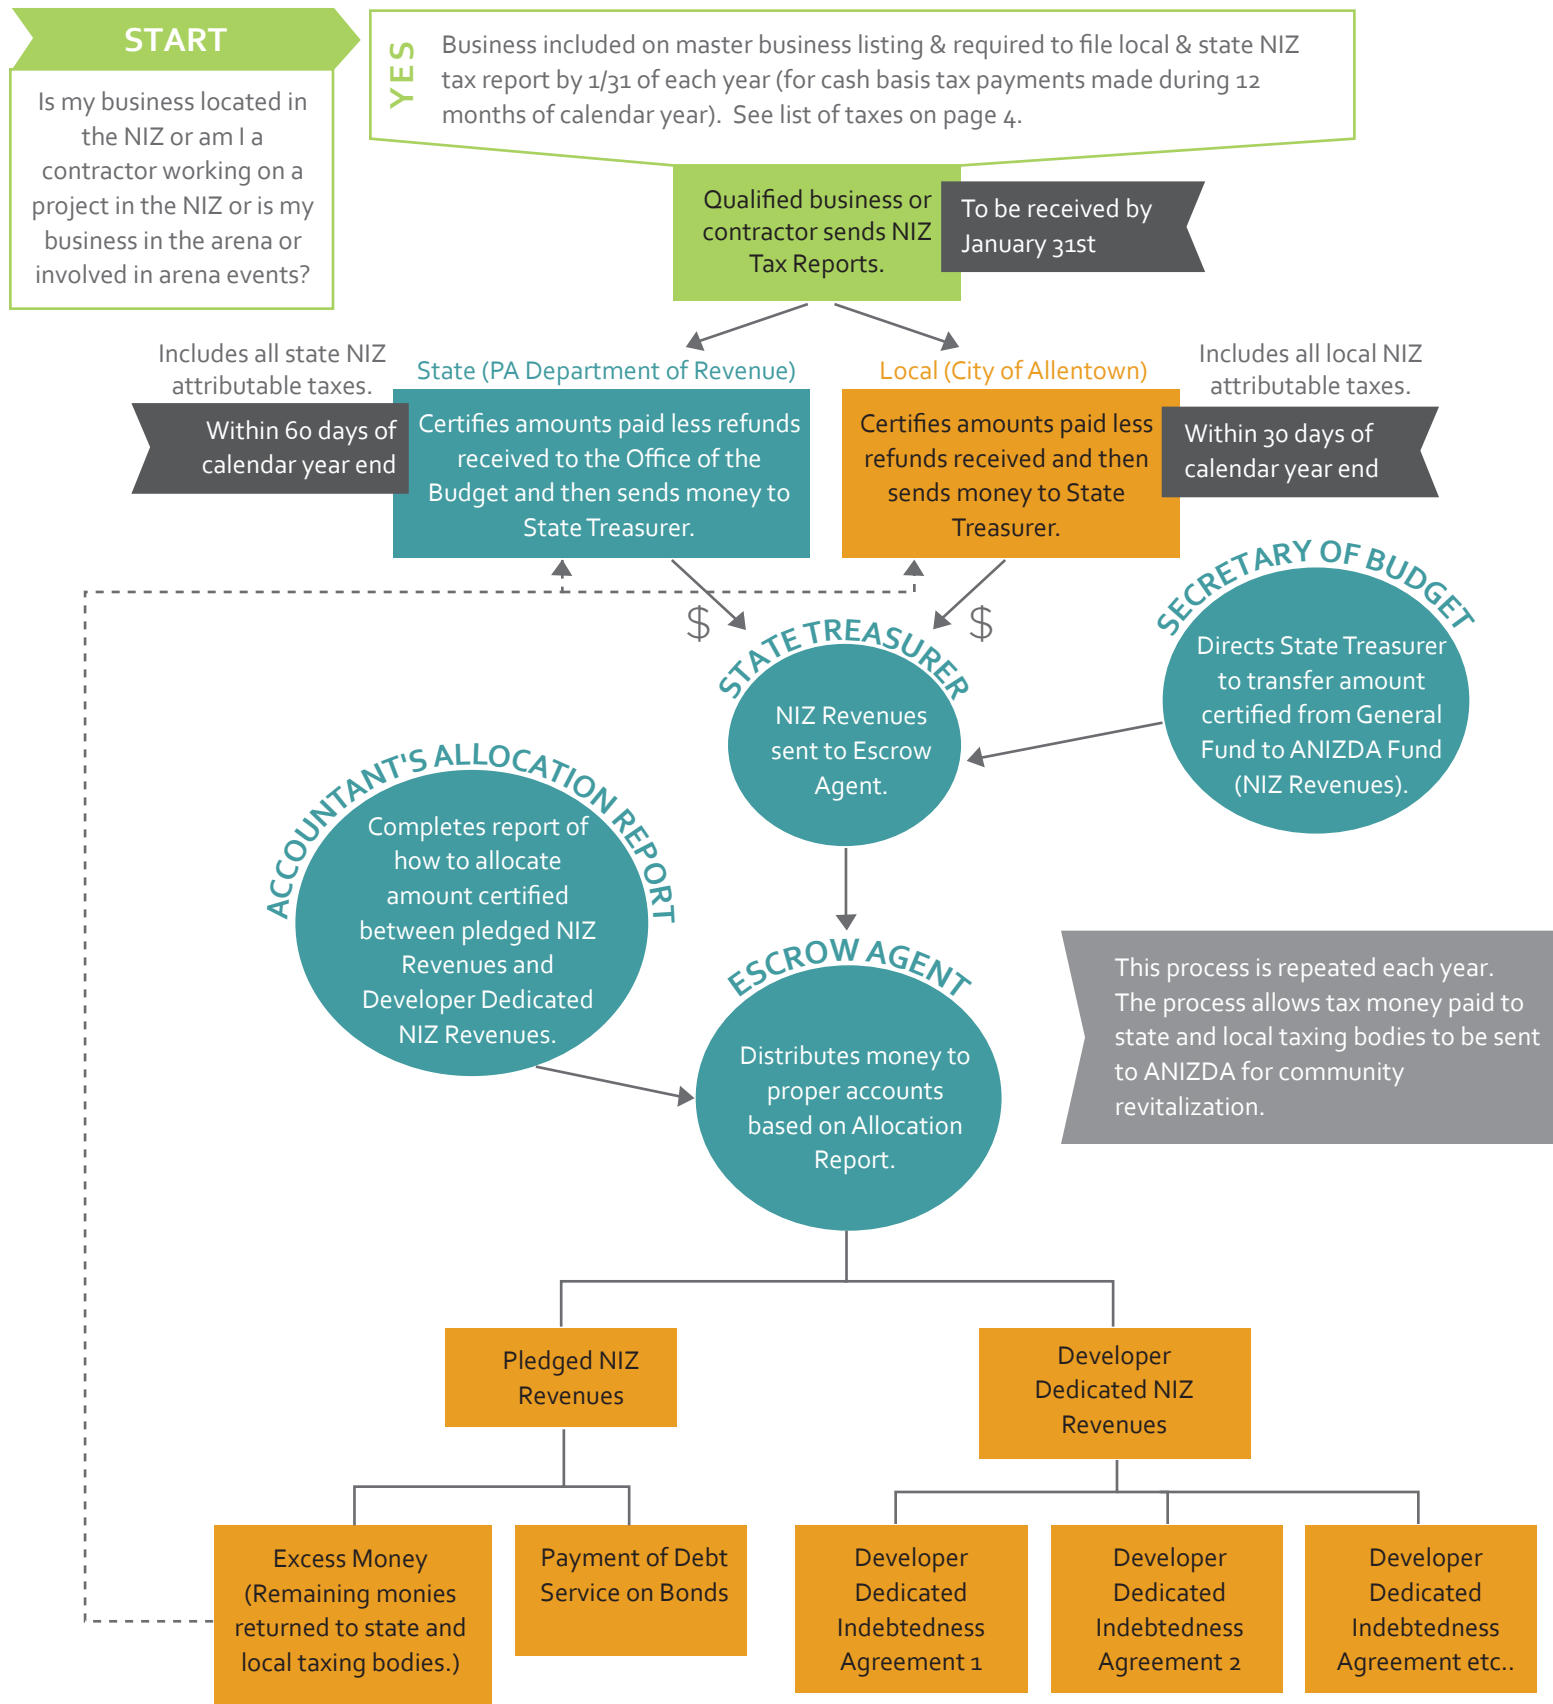 START
Is my business located in
the NIZ or am I a
contractor working on a
project in the NIZ or is my
business in the arena or
involved in arena events?
YES
Business included on master business listing & required to file local & state NIZ
tax report by 1/31 of each year (for cash basis tax payments made during 12
months of calendar year).  See list of taxes on page 4.
Qualified business or
contractor sends NIZ
Tax Reports.
To be received by
January 31st
Includes all state NIZ
attributable taxes.
Within 60 days of
calendar year end
State (PA Department of Revenue)
Certifies amounts paid less refunds
received to the Office of the
Budget and then sends money to
State Treasurer.
Local (City of Allentown)
Certifies amounts paid less
refunds received and then
sends money to State
Treasurer.
Includes all local NIZ
attributable taxes.
Within 30 days of
calendar year end
$
$
STATE TREASURER
NIZ Revenues
sent to Escrow
Agent.
SECRETARY OF BUDGET
Directs State Treasurer
to transfer amount
certified from General
Fund to ANIZDA Fund
(NIZ Revenues).
ACCOUNTANT'S ALLOCATION REPORT
Completes report of
how to allocate
amount certified
between pledged NIZ
Revenues and
Developer Dedicated
NIZ Revenues.
ESCROW AGENT
Distributes money to
proper accounts
based on Allocation
Report.
This process is repeated each year.
The process allows tax money paid to
state and local taxing bodies to be sent
to ANIZDA for community
revitalization.
Pledged NIZ
Revenues
Developer
Dedicated NIZ
Revenues
Excess Money
(Remaining monies
returned to state and
local taxing bodies.)
Payment of Debt
Service on Bonds
Developer
Dedicated
Indebtedness
Agreement 1
Developer
Dedicated
Indebtedness
Agreement 2
Developer
Dedicated
Indebtedness
Agreement etc..